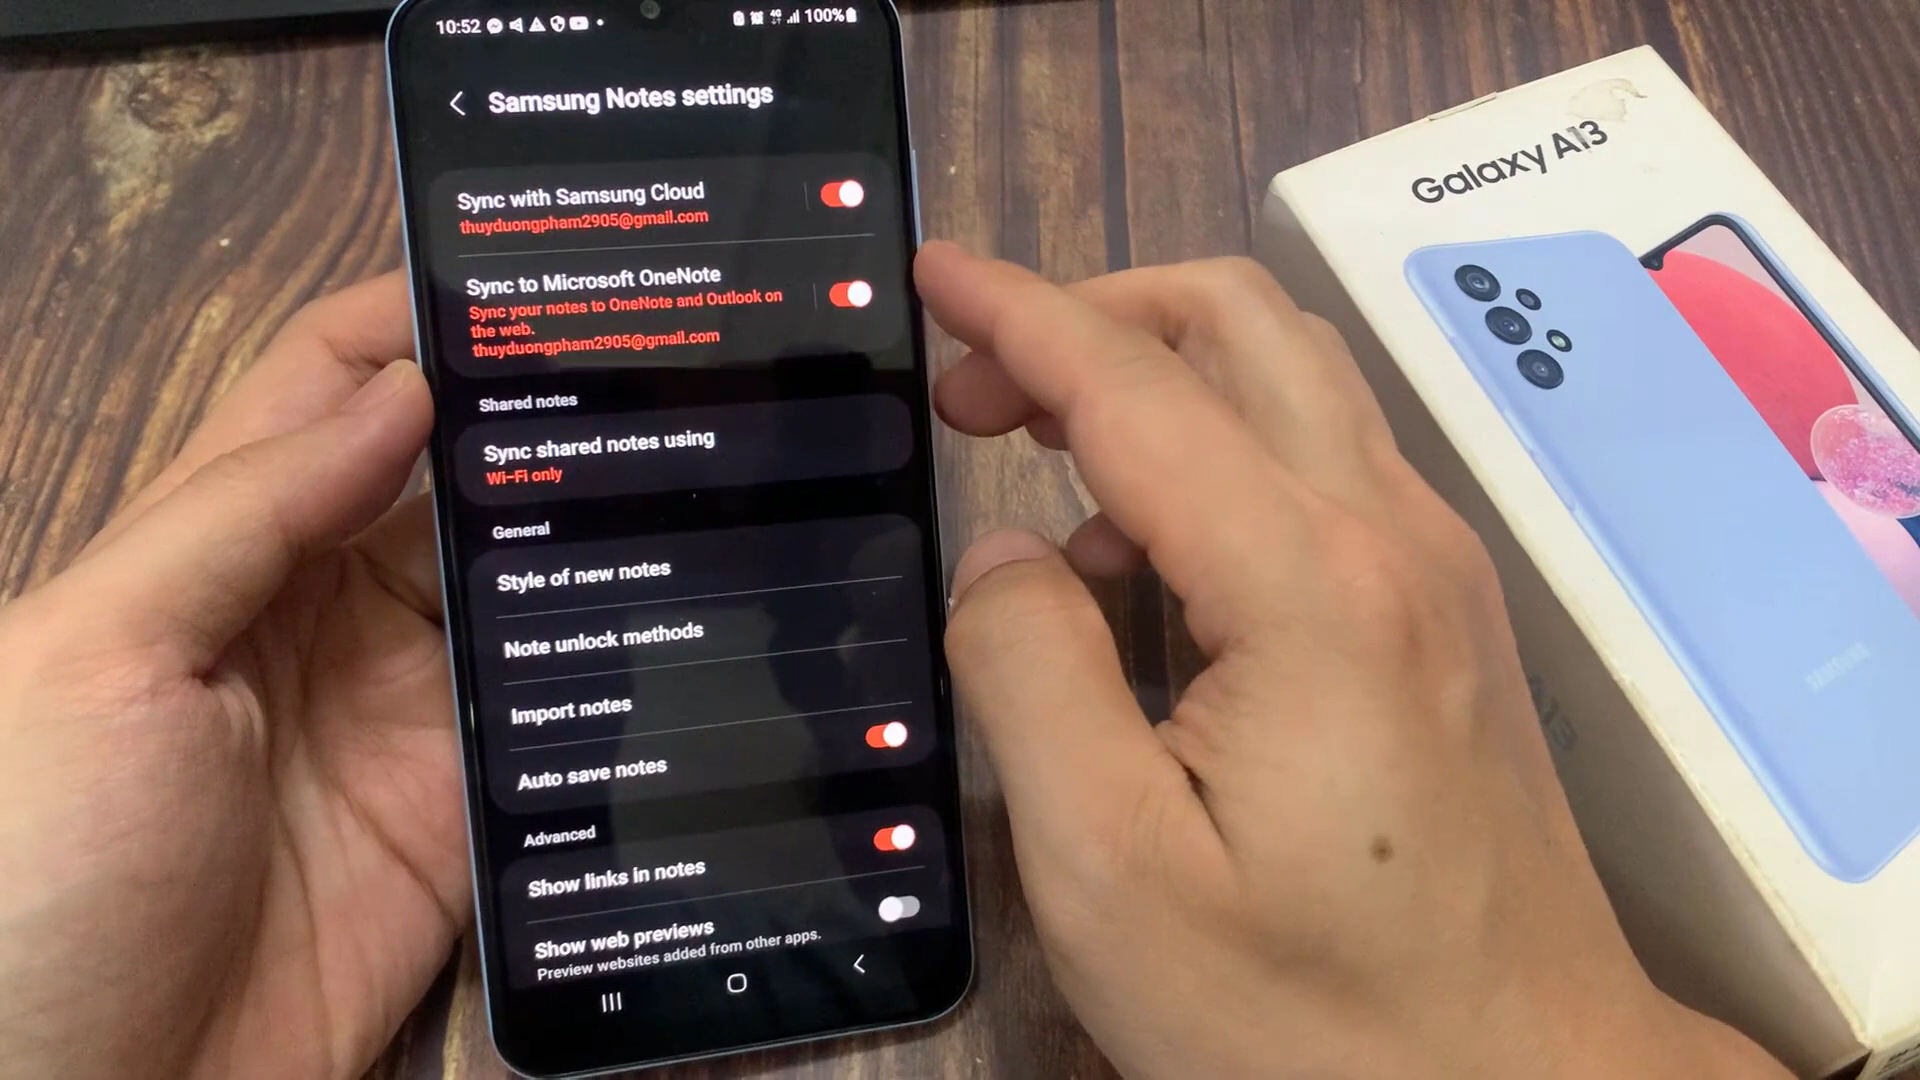 10:52
4G
100%
Samsung Notes settings
Sync with Samsung Cloud
thuyduongpham2905@gmail.com
Sync to Microsoft OneNote
Sync your notes to OneNote and Outlook on
the web.
thuyduongpham2905@gmail.com
Shared notes
Sync shared notes using
Wi-Fi only
General
Style of new notes
Note unlock methods
Import notes
Auto save notes
Advanced
Show links in notes
Show web previews
Preview websites added from other apps.
Galaxy A13
SAMSUNG
A13